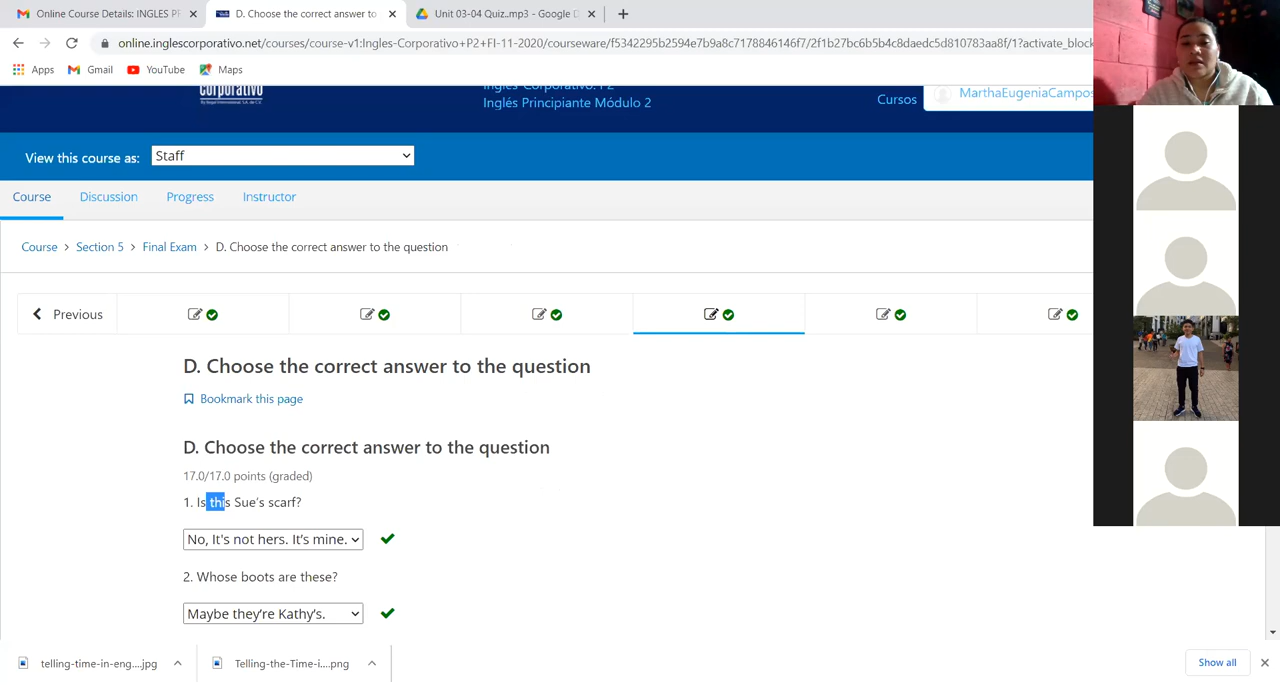 Online Course Details: INGLES PF
D. Choose the correct answer to
Unit 03-04 Quiz..mp3 - Google D
online.inglescorporativo.net/courses/course-v1:Ingles-Corporativo+P2+FI-11-2020/courseware/f5342295b2594e7b9a8c7178846146f7/2f1b27bc6b5b4c8daedc5d810783aa8f/1?activate_block
Apps Gmail YouTube Maps
corporativo
Inglés Corporativo: P2
Inglés Principiante Módulo 2
Cursos MarthaEugeniaCampos
View this course as: Staff
Course Discussion Progress Instructor
Course > Section 5 > Final Exam > D. Choose the correct answer to the question
Previous
D. Choose the correct answer to the question
Bookmark this page
D. Choose the correct answer to the question
17.0/17.0 points (graded)
1. Is this Sue's scarf?
No, It's not hers. It's mine.
2. Whose boots are these?
Maybe they're Kathy's.
telling-time-in-eng....jpg Telling-the-Time-i....png Show all